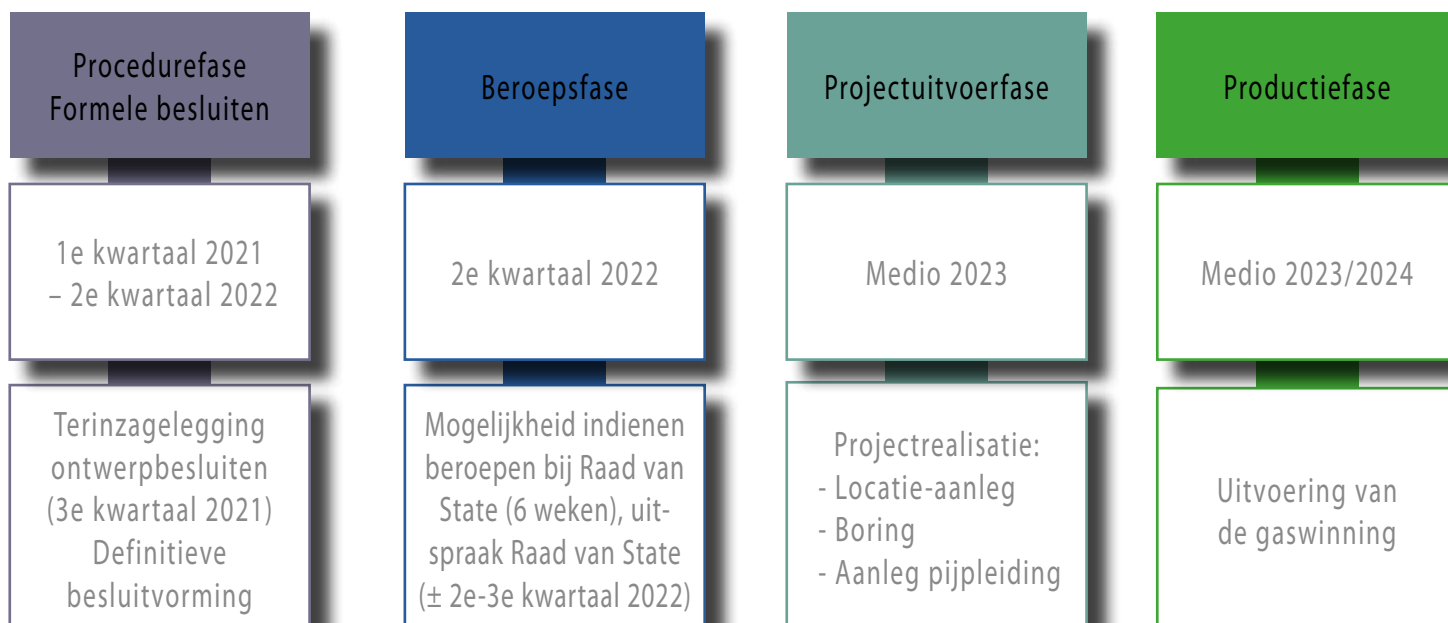 Procedurefase
Formele besluiten
1e kwartaal 2021
– 2e kwartaal 2022
Terinzagelegging
ontwerpbesluiten
(3e kwartaal 2021)
Definitieve
besluitvorming
Beroepsfase
2e kwartaal 2022
Mogelijkheid indienen
beroepen bij Raad van
State (6 weken), uit-
spraak Raad van State
(± 2e-3e kwartaal 2022)
Projectuitvoerfase
Medio 2023
Projectrealisatie:
- Locatie-aanleg
- Boring
- Aanleg pijpleiding
Productiefase
Medio 2023/2024
Uitvoering van
de gaswinning